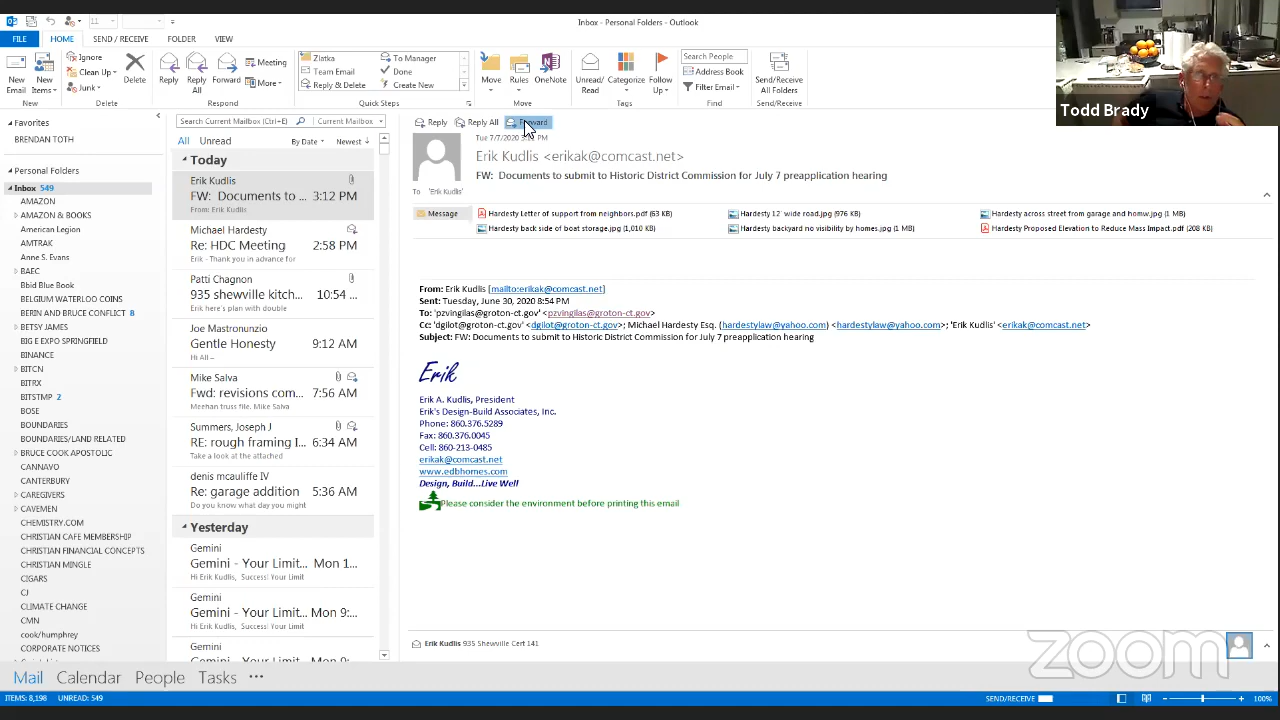 Inbox - Personal Folders - Outlook
FILE HOME SEND / RECEIVE FOLDER VIEW
New Email
New Items
New
Ignore
Clean Up
Junk
Delete
Delete
Reply
Reply All
Forward
Meeting
More
Respond
Zlatka
Team Email
Reply & Delete
To Manager
Done
Create New
Quick Steps
Move
Rules
OneNote
Move
Unread/ Read
Categorize
Follow Up
Tags
Search People
Address Book
Filter Email
Find
Send/Receive All Folders
Send/Receive
Todd Brady
Favorites
BRENDAN TOTH
Personal Folders
Inbox 549
AMAZON
AMAZON & BOOKS
American Legion
AMTRAK
Anne S. Evans
BAEC
Bbid Blue Book
BELGIUM WATERLOO COINS
BERIN AND BRUCE CONFLICT 8
BETSY JAMES
BIG E EXPO SPRINGFIELD
BINANCE
BITCN
BITRX
BITSTMP 2
BOSE
BOUNDARIES
BOUNDARIES/LAND RELATED
BRUCE COOK APOSTOLIC
CANNAVO
CANTERBURY
CAREGIVERS
CAVEMEN
CHEMISTRY.COM
CHRISTIAN CAFE MEMBERSHIP
CHRISTIAN FINANCIAL CONCEPTS
CHRISTIAN MINGLE
CIGARS
CJ
CLIMATE CHANGE
CMN
cook/humphrey
CORPORATE NOTICES
Search Current Mailbox (Ctrl+E)
Current Mailbox
All Unread By Date Newest
Today
Erik Kudlis
FW: Documents to ... 3:12 PM
From: Erik Kudlis
Michael Hardesty
Re: HDC Meeting 2:58 PM
Erik - Thank you in advance for
Patti Chagnon
935 shewville kitch... 10:54 ...
Erik here's plan with double
Joe Mastronunzio
Gentle Honesty 9:12 AM
Hi All –
Mike Salva
Fwd: revisions com... 7:56 AM
Meehan truss file. Mike Salva
Summers, Joseph J
RE: rough framing I... 6:34 AM
Take a look at the attached
denis mcauliffe IV
Re: garage addition 5:36 AM
Do you know what day you might
Yesterday
Gemini
Gemini - Your Limit... Mon 1...
Hi Erik Kudlis, Success! Your Limit
Gemini
Gemini - Your Limit... Mon 9:...
Hi Erik Kudlis, Success! Your Limit
Gemini
Gemini - Your Limit... Mon 9:...
Reply Reply All Forward
Tue 7/7/2020 PM
Erik Kudlis <erikak@comcast.net>
FW: Documents to submit to Historic District Commission for July 7 preapplication hearing
To 'Erik Kudlis'
Message
Hardesty Letter of support from neighbors.pdf (63 KB)
Hardesty 12' wide road.jpg (976 KB)
Hardesty across street from garage and homw.jpg (1 MB)
Hardesty back side of boat storage.jpg (1,010 KB)
Hardesty backyard no visibility by homes.jpg (1 MB)
Hardesty Proposed Elevation to Reduce Mass Impact.pdf (208 KB)
From: Erik Kudlis [mailto:erikak@comcast.net]
Sent: Tuesday, June 30, 2020 8:54 PM
To: 'pzvingilas@groton-ct.gov' <pzvingilas@groton-ct.gov>
Cc: 'dgilot@groton-ct.gov' <dgilot@groton-ct.gov>; Michael Hardesty Esq. (hardestylaw@yahoo.com) <hardestylaw@yahoo.com>; 'Erik Kudlis' <erikak@comcast.net>
Subject: FW: Documents to submit to Historic District Commission for July 7 preapplication hearing
Erik
Erik A. Kudlis, President
Erik's Design-Build Associates, Inc.
Phone: 860.376.5289
Fax: 860.376.0045
Cell: 860-213-0485
erikak@comcast.net
www.edbhomes.com
Design, Build...Live Well
Please consider the environment before printing this email
Erik Kudlis 935 Shewville Cert 141
zoom
Mail Calendar People Tasks ...
ITEMS: 8,198 UNREAD: 549
SEND/RECEIVE
100%